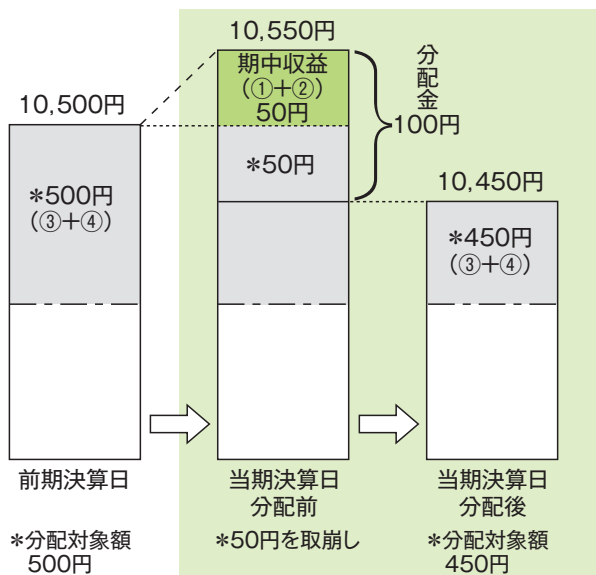 10,500円
*500円
(③+④)
前期決算日
*分配対象額
500円
10,550円
期中収益
(①+②)
50円
*50円
分配金
100円
当期決算日
分配前
*50円を取崩し
10,450円
*450円
(③+④)
当期決算日
分配後
*分配対象額
450円